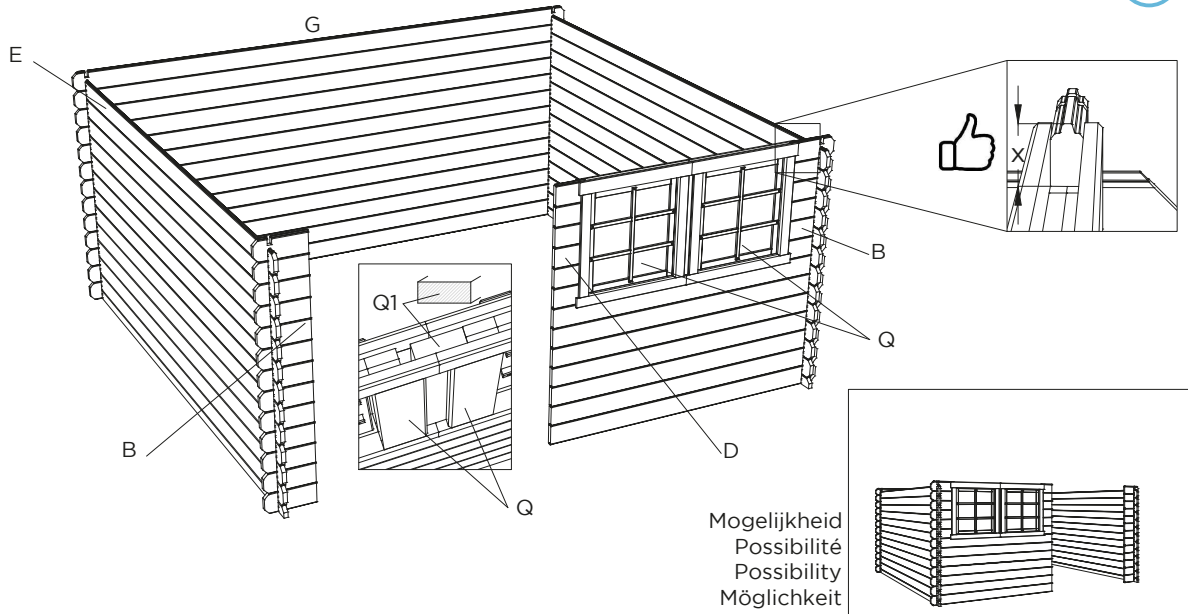 G
E
X
B
Q
Q1
D
B
Q
Mogelijkheid
Possibilité
Possibility
Möglichkeit